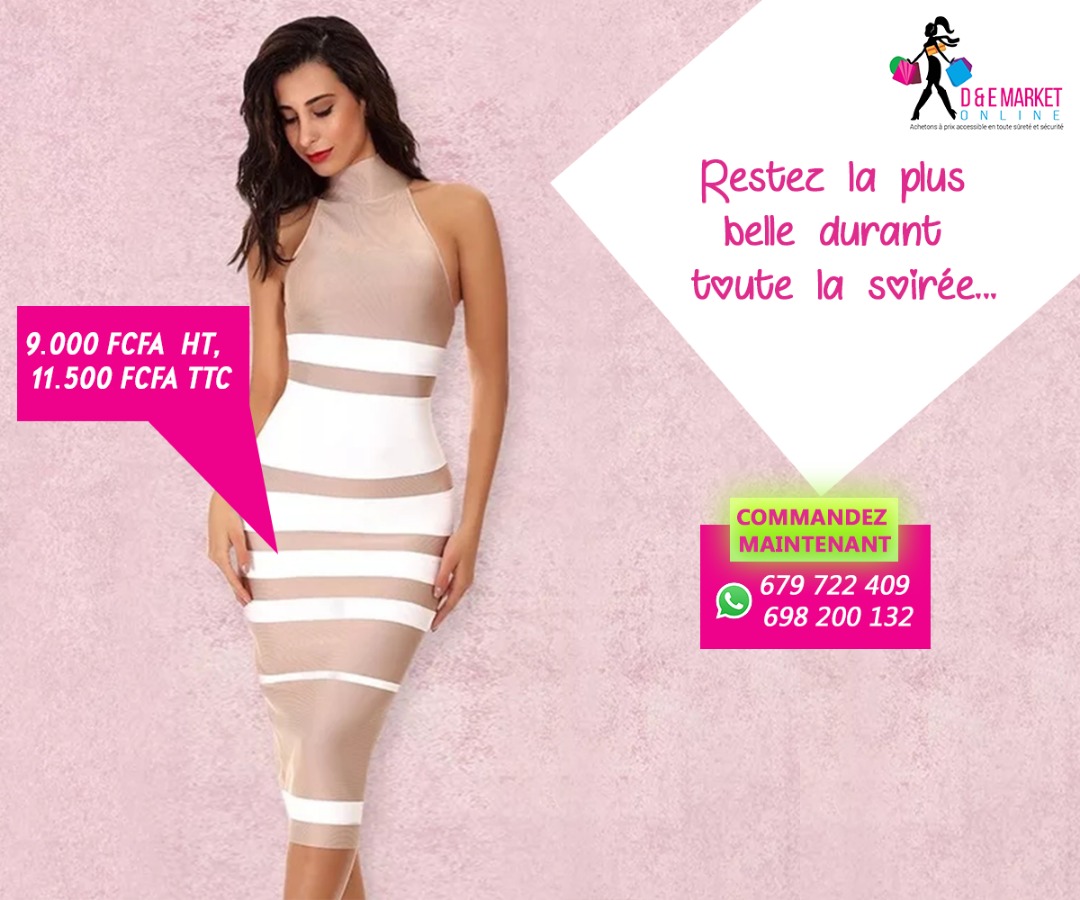 D & E MARKET
ONLINE
Achetons à prix accessible en toute sûreté et sécurité
Restez la plus
belle durant
toute la soirée...
9.000 FCFA HT,
11.500 FCFA TTC
COMMANDEZ
MAINTENANT
679 722 409
698 200 132